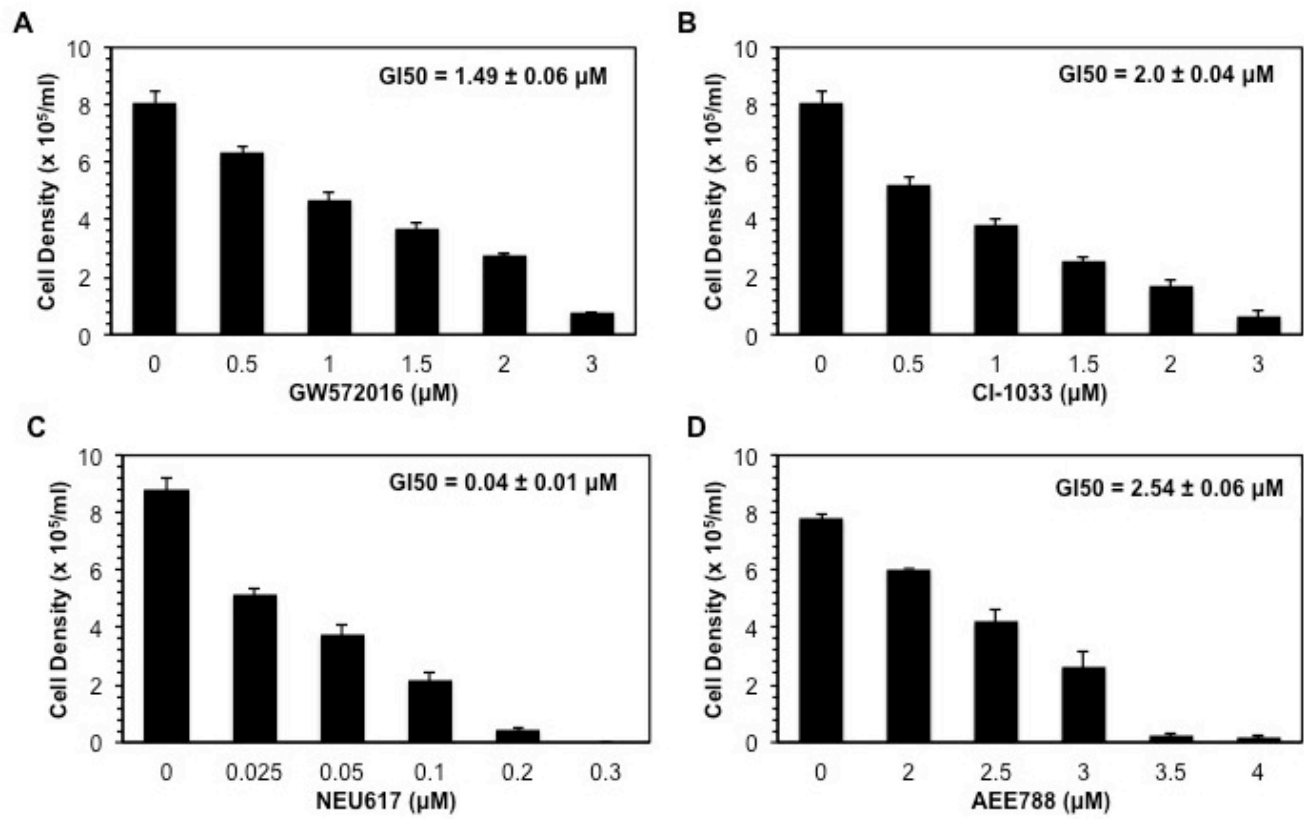 A
GI50 = 1.49 ± 0.06 µM
Cell Density (x 10⁵/ml)
10
8
6
4
2
0
0 0.5 1 1.5 2 3
GW572016 (µM)
B
GI50 = 2.0 ± 0.04 µM
Cell Density (x 10⁵/ml)
10
8
6
4
2
0
0 0.5 1 1.5 2 3
CI-1033 (µM)
C
GI50 = 0.04 ± 0.01 µM
Cell Density (x 10⁵/ml)
10
8
6
4
2
0
0 0.025 0.05 0.1 0.2 0.3
NEU617 (µM)
D
GI50 = 2.54 ± 0.06 µM
Cell Density (x 10⁵/ml)
10
8
6
4
2
0
0 2 2.5 3 3.5 4
AEE788 (µM)